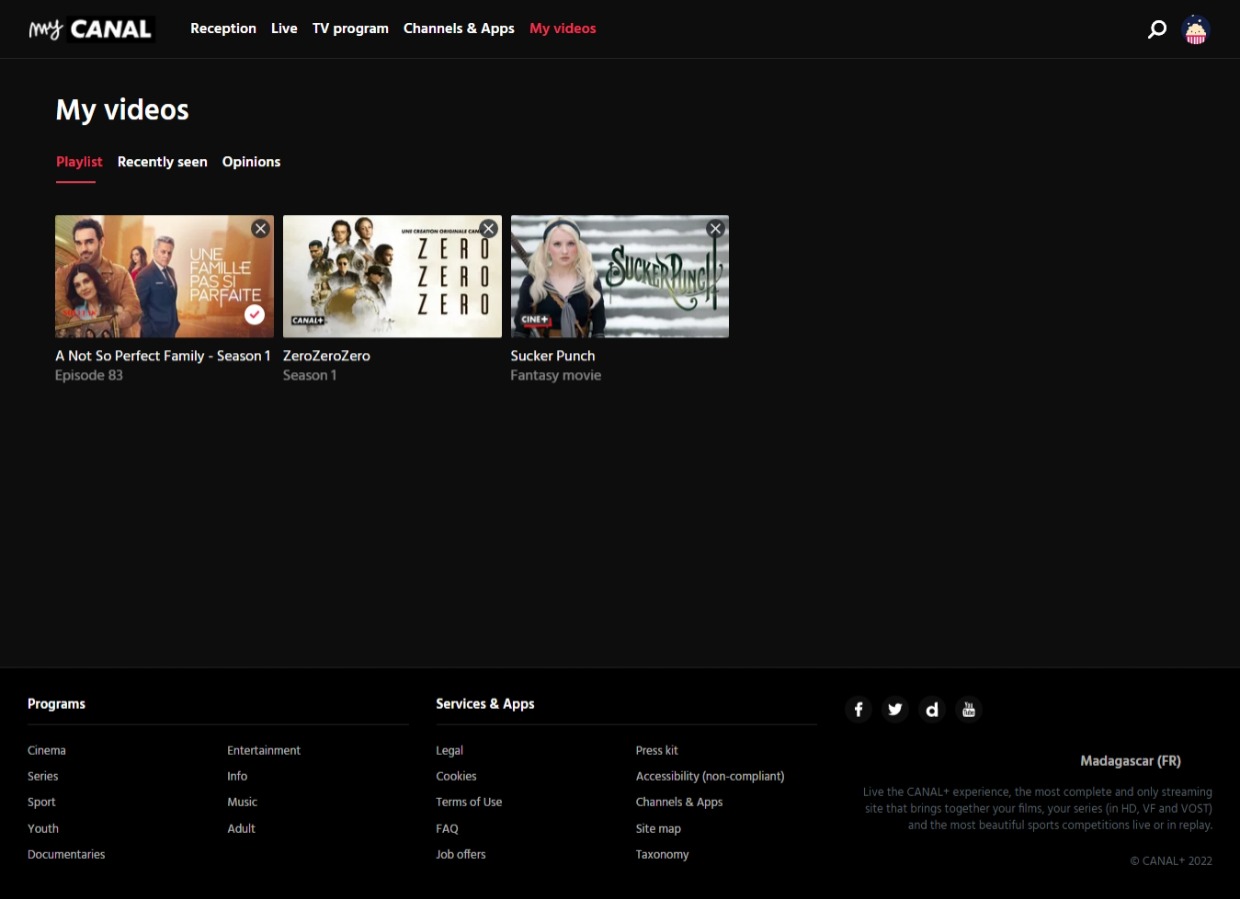 my CANAL
Reception Live TV program Channels & Apps My videos
My videos
Playlist Recently seen Opinions
UNE
FAMILLE
PAS SI
PARFAITE
A Not So Perfect Family - Season 1
Episode 83
ZERO
ZERO
ZERO
CANAL+
ZeroZeroZero
Season 1
SUCKER PUNCH
CINE+
Sucker Punch
Fantasy movie
Programs
Cinema
Series
Sport
Youth
Documentaries
Entertainment
Info
Music
Adult
Services & Apps
Legal
Cookies
Terms of Use
FAQ
Job offers
Press kit
Accessibility (non-compliant)
Channels & Apps
Site map
Taxonomy
You
Tube
Madagascar (FR)
Live the CANAL+ experience, the most complete and only streaming
site that brings together your films, your series (in HD, VF and VOST)
and the most beautiful sports competitions live or in replay.
© CANAL+ 2022